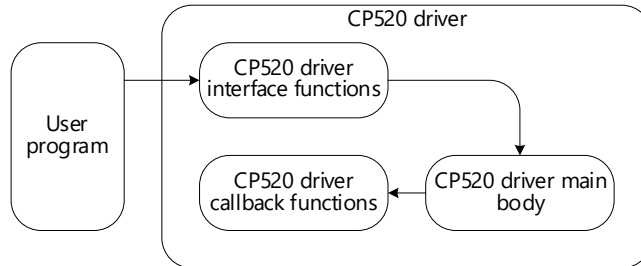 CP520 driver
User
program
CP520 driver
interface functions
CP520 driver
callback functions
CP520 driver main
body